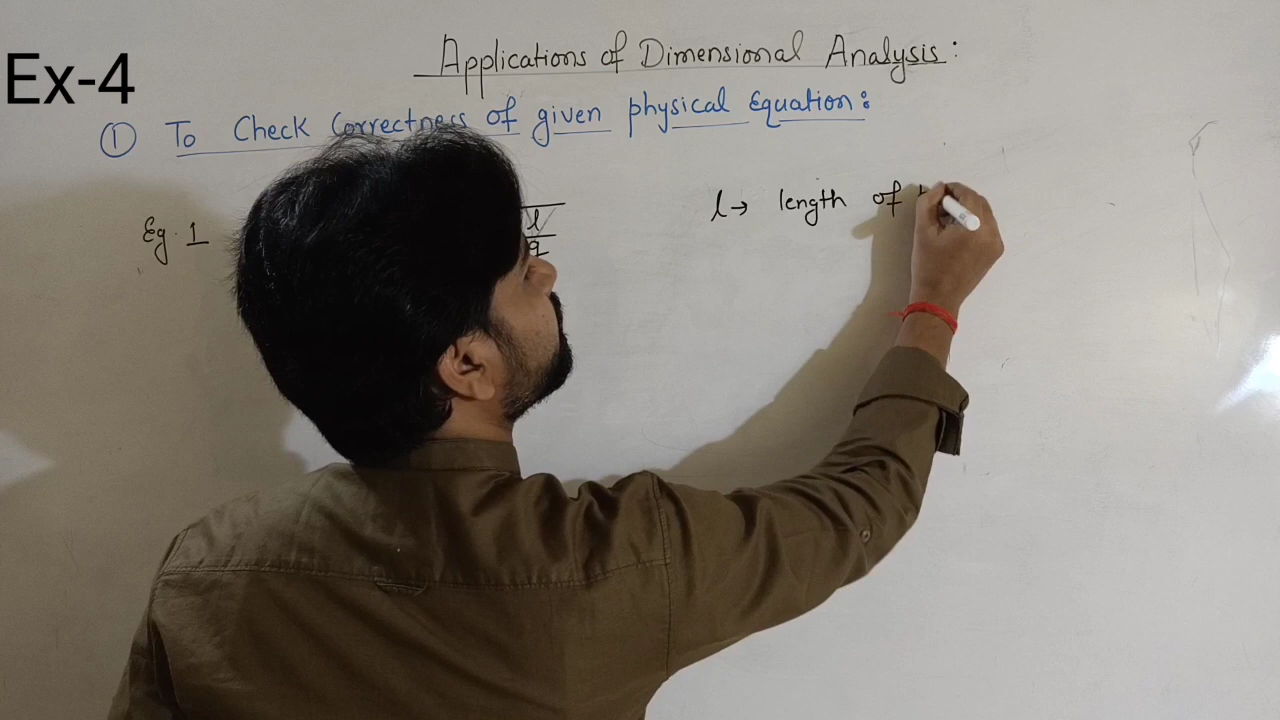 Applications of Dimensional Analysis:
Ex-4
① To Check Correctness of given physical Equation:
Eg. 1
l
g
l → length of